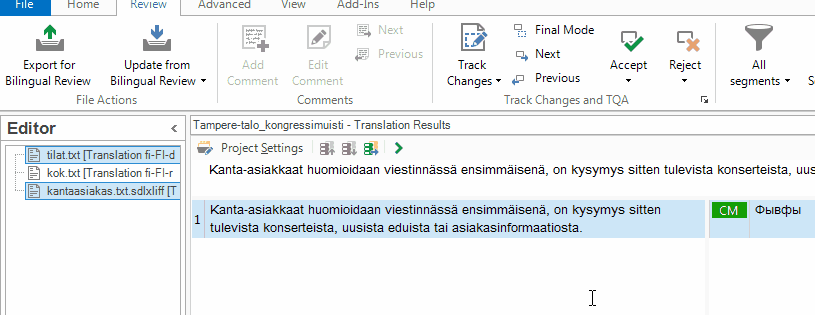 File Home Review Advanced View Add-Ins Help
Export for
Bilingual Review
Update from
Bilingual Review
File Actions
Add
Comment
Edit
Comment
Next
Previous
Comments
Track
Changes
Final Mode
Next
Previous
Accept
Reject
Track Changes and TQA
All
segments
S
Editor
tilat.txt [Translation fi-FI-d
kok.txt [Translation fi-FI-r
kantaasiakas.txt.sdlxliff [T
Tampere-talo_kongressimuisti - Translation Results
Project Settings
Kanta-asiakkaat huomioidaan viestinnässä ensimmäisenä, on kysymys sitten tulevista konserteista, uus
1 Kanta-asiakkaat huomioidaan viestinnässä ensimmäisenä, on kysymys sitten
tulevista konserteista, uusista eduista tai asiakasinformaatiosta.
CM Фывфы